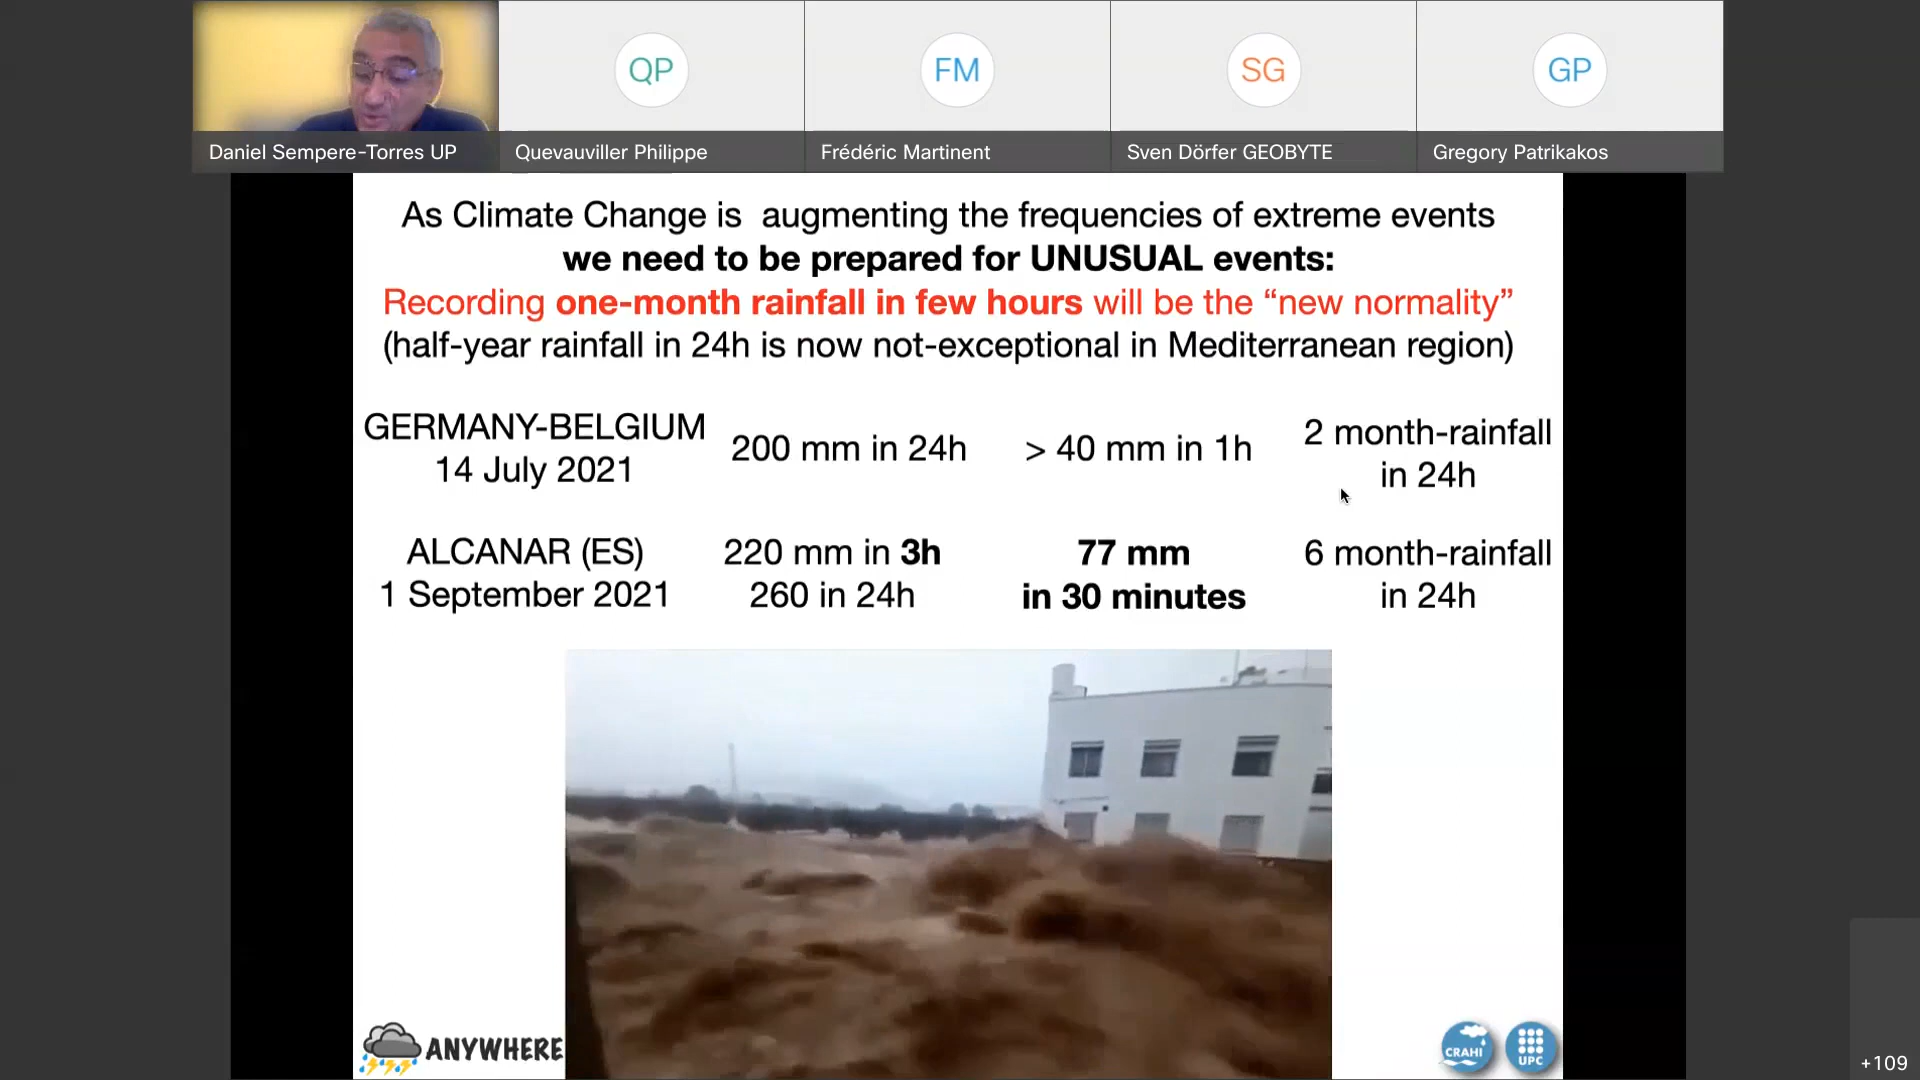 QP
FM
SG
GP
Daniel Sempere-Torres UP
Quevauviller Philippe
Frédéric Martinent
Sven Dörfer GEOBYTE
Gregory Patrikakos
As Climate Change is augmenting the frequencies of extreme events
we need to be prepared for UNUSUAL events:
Recording one-month rainfall in few hours will be the “new normality”
(half-year rainfall in 24h is now not-exceptional in Mediterranean region)
GERMANY-BELGIUM
14 July 2021
200 mm in 24h
> 40 mm in 1h
2 month-rainfall
in 24h
ALCANAR (ES)
1 September 2021
220 mm in 3h
260 in 24h
77 mm
in 30 minutes
6 month-rainfall
in 24h
ANYWHERE
CRAHI
UPC
+109